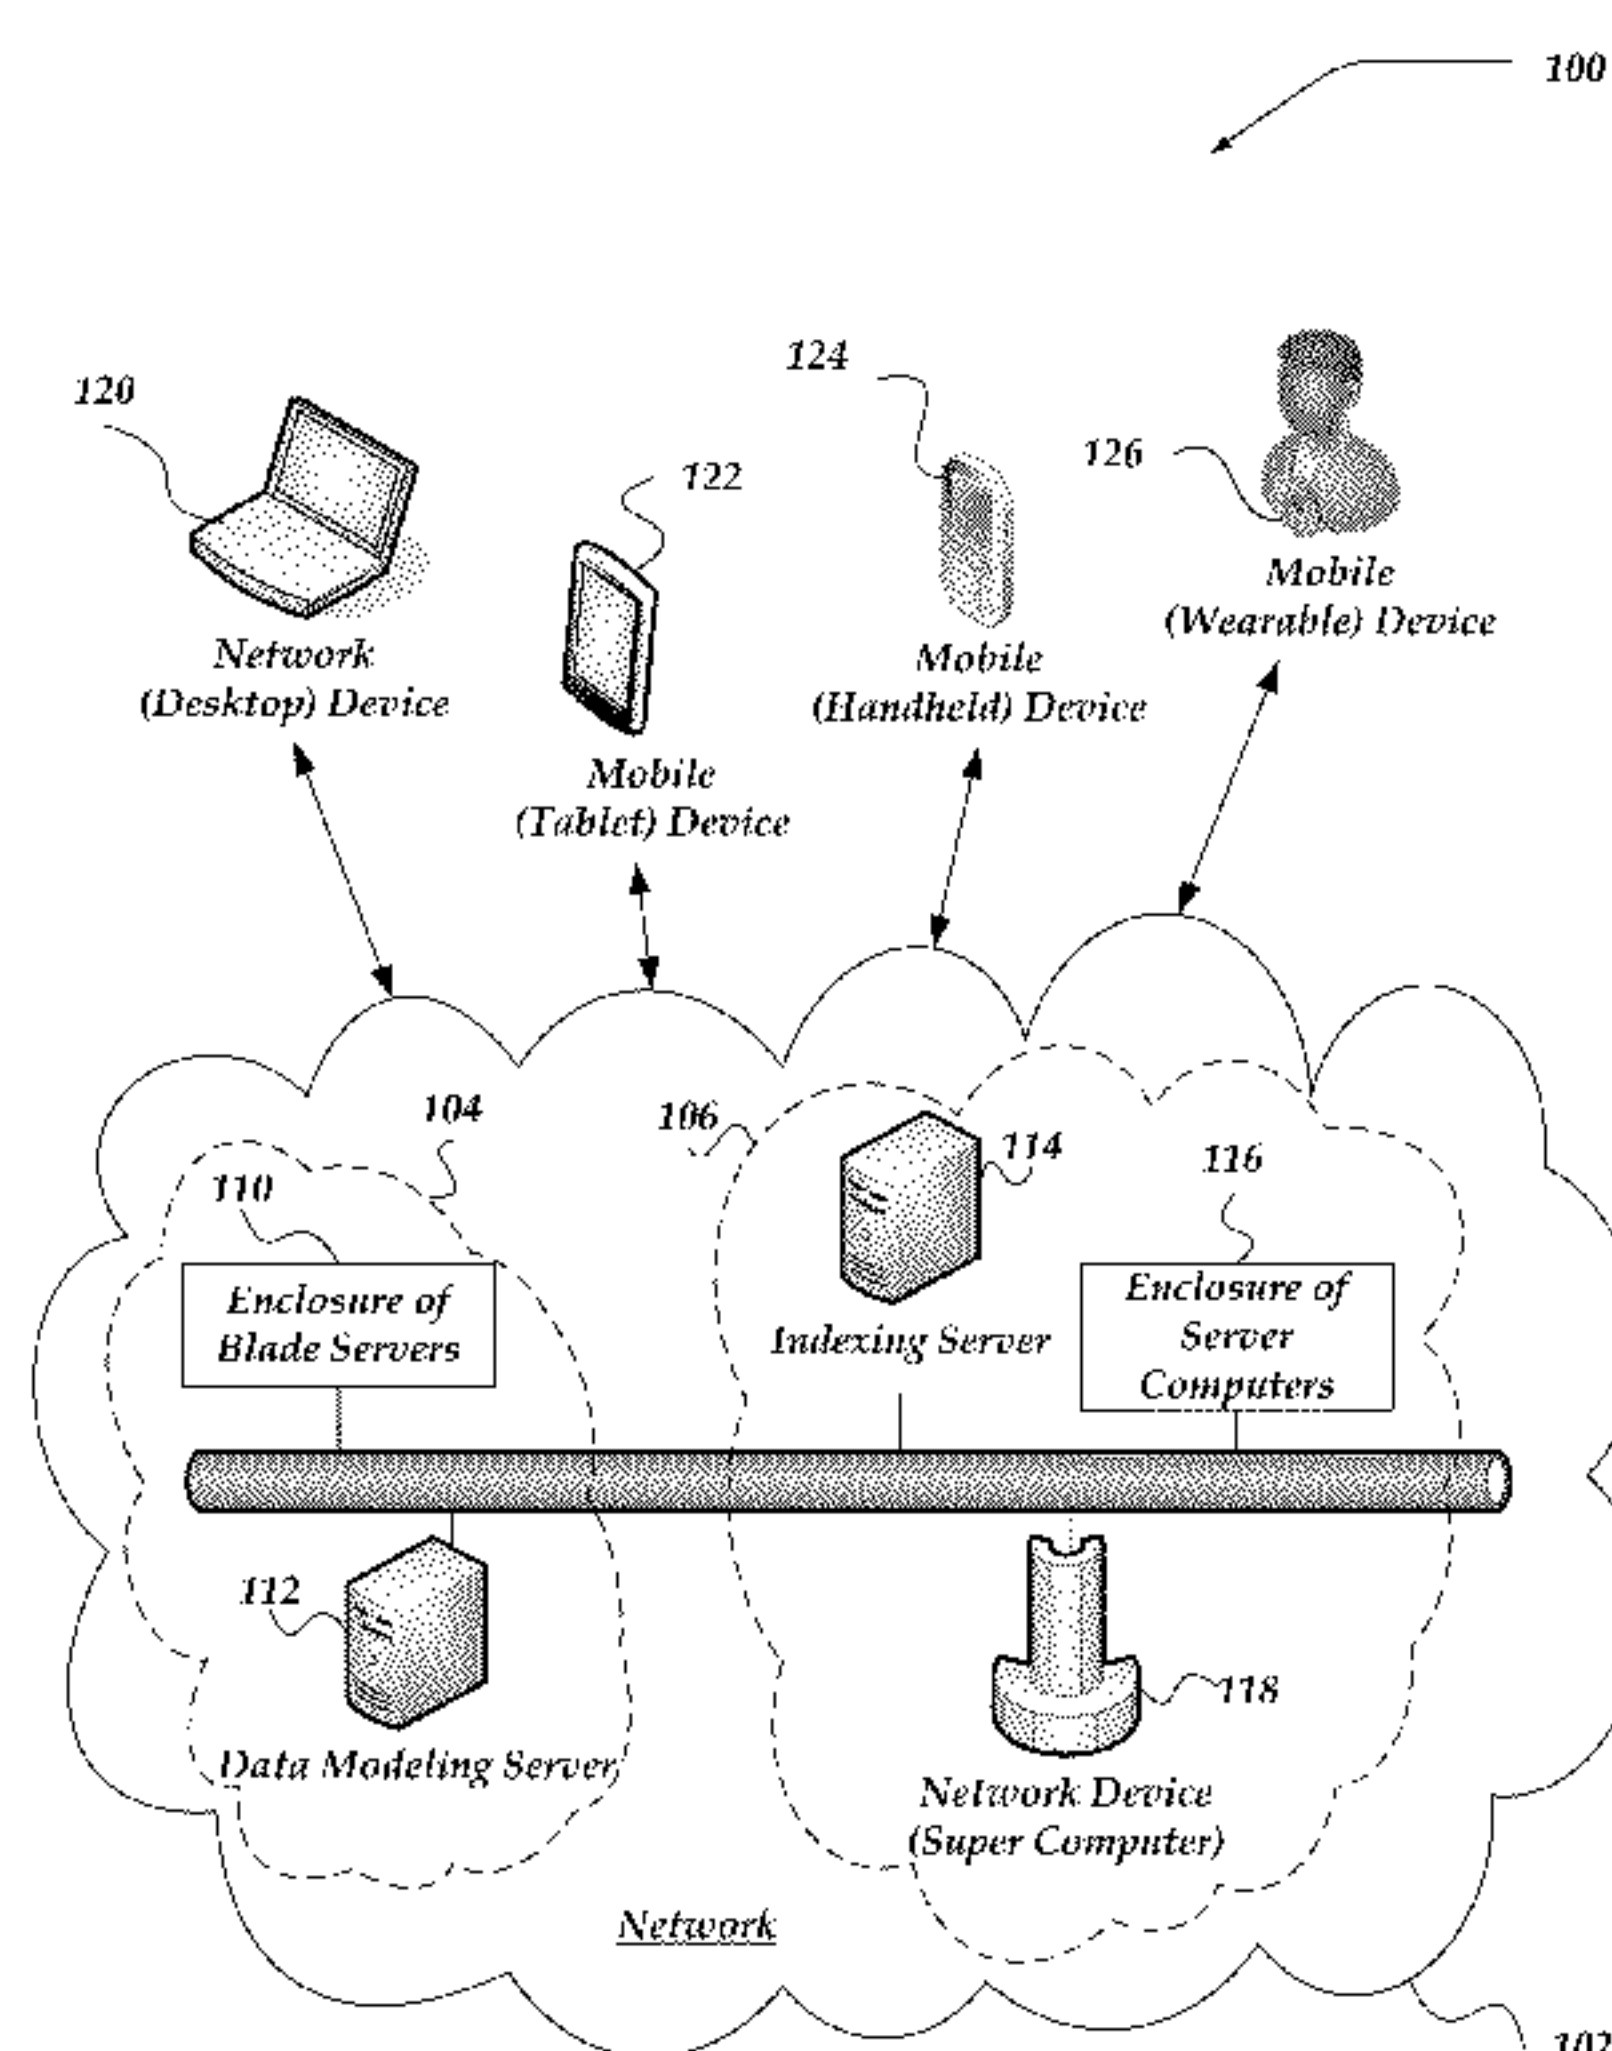 100
124
120
126
122
Mobile
(Wearable) Device
Network
(Desktop) Device
Mobile
(Handheld) Device
Mobile
(Tablet) Device
104
106
114
116
110
Enclosure of
Blade Servers
Enclosure of
Server
Computers
Indexing Server
112
118
Data Modeling Server
Network Device
(Super Computer)
Network
102